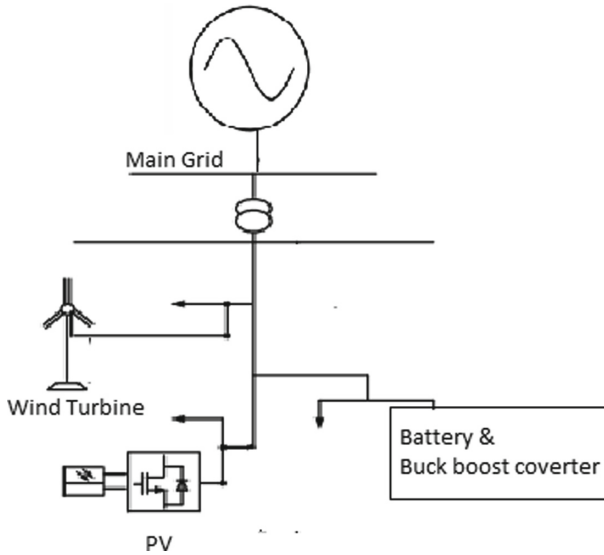 Main Grid
Wind Turbine
Battery &
Buck boost coverter
PV